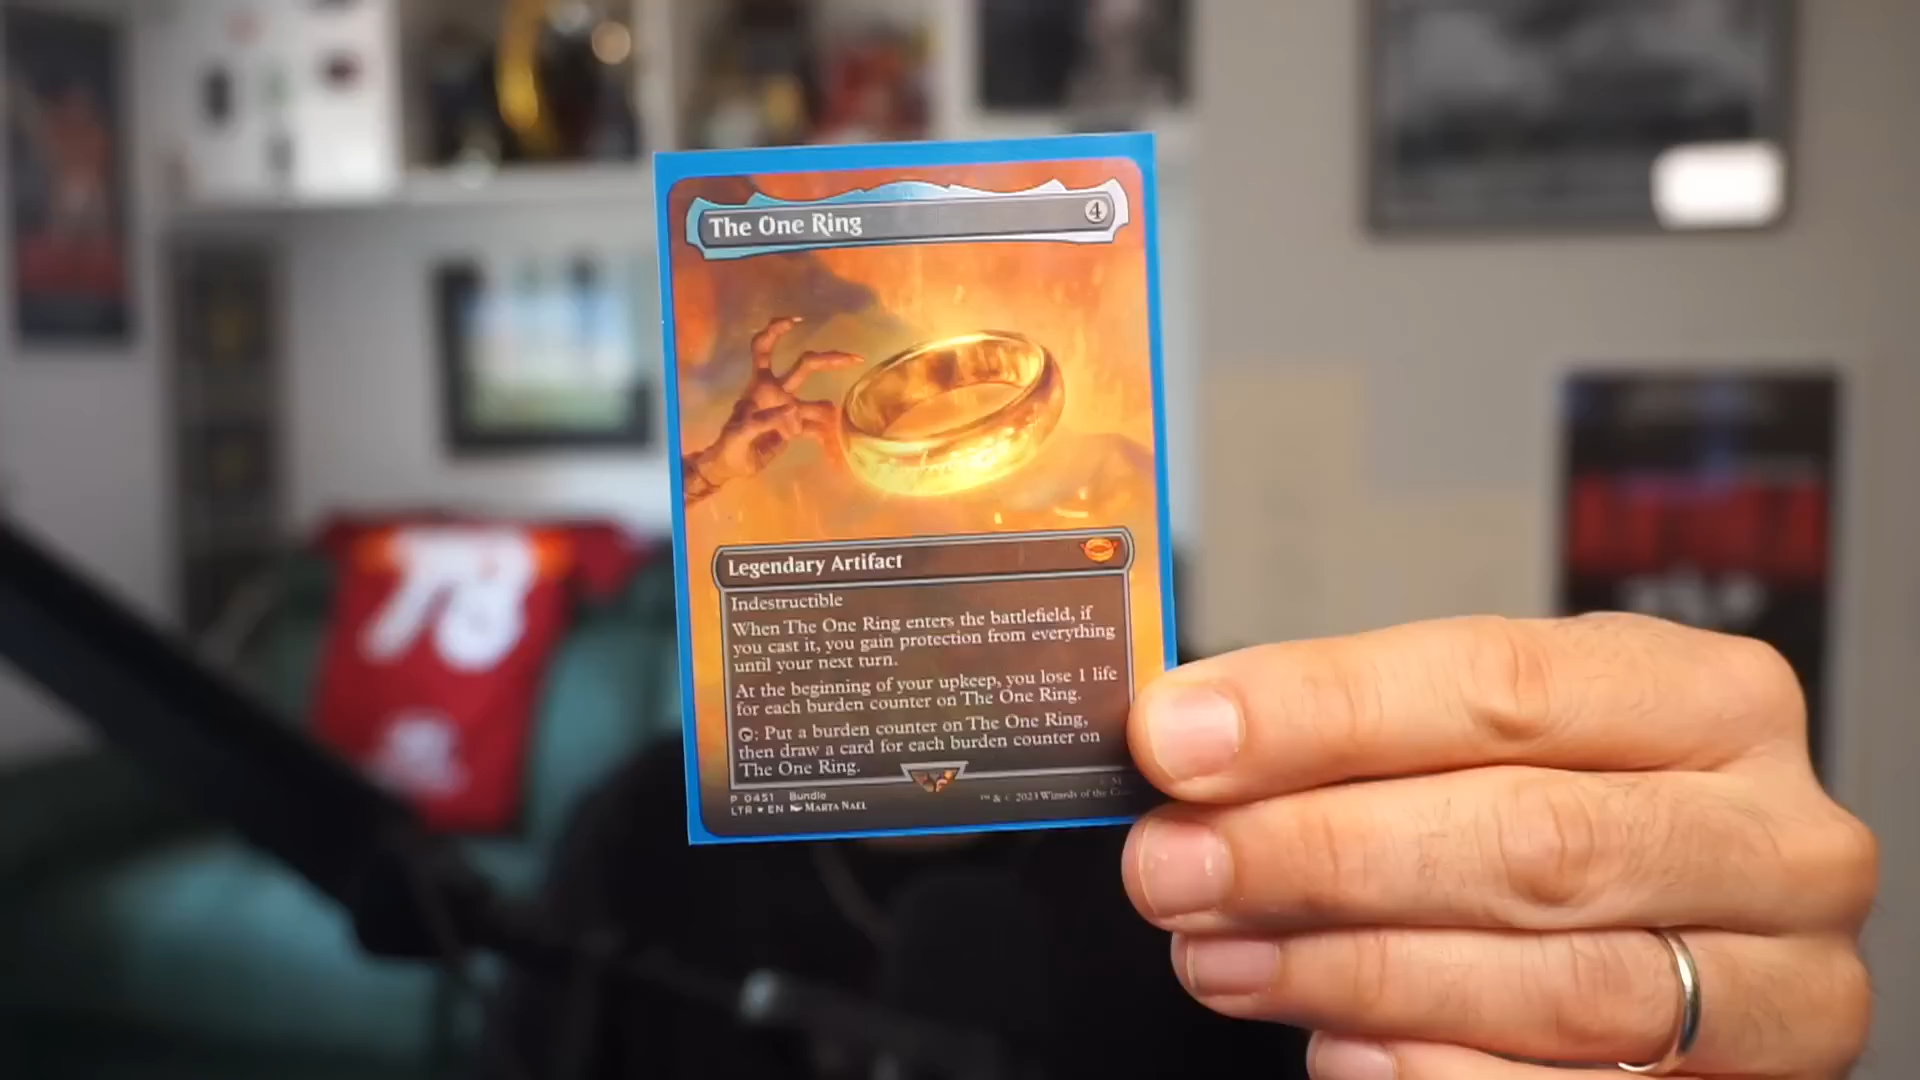 The One Ring 4
Legendary Artifact
Indestructible
When The One Ring enters the battlefield, if
you cast it, you gain protection from everything
until your next turn.
At the beginning of your upkeep, you lose 1 life
for each burden counter on The One Ring.
: Put a burden counter on The One Ring,
then draw a card for each burden counter on
The One Ring.
P 0451 Bundle
LTR • EN MARTA NAEL
™ & © 2023 Wizards of the
78